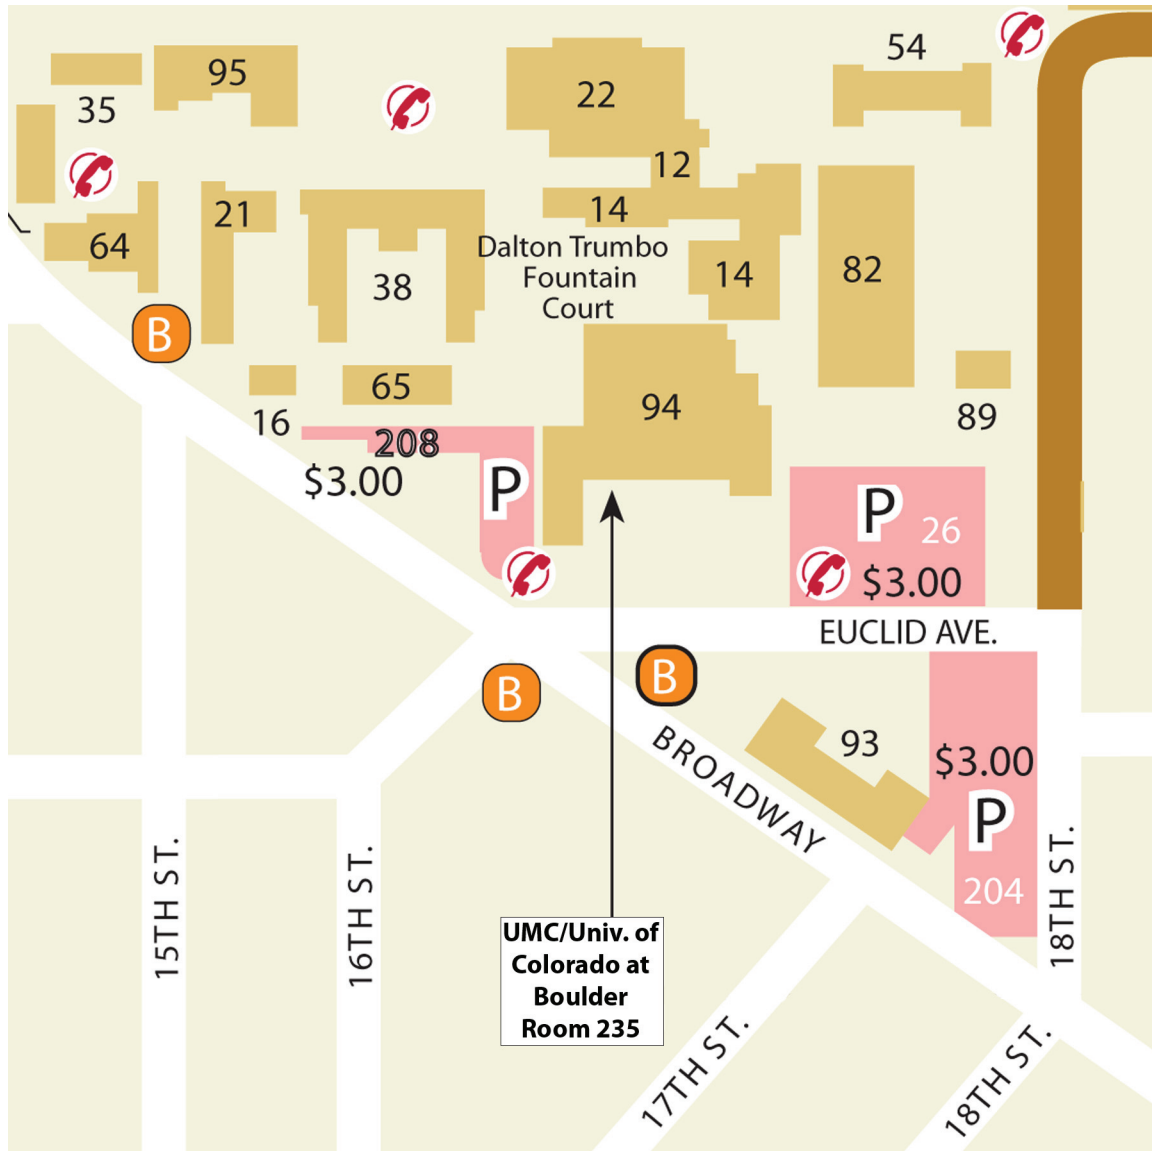 54
95
22
35
12
21
14
64
Dalton Trumbo
Fountain
Court
14
82
38
B
65
94
16
89
208
$3.00
P
P
26
$3.00
EUCLID AVE.
B
B
BROADWAY
93
$3.00
P
204
15TH ST.
16TH ST.
18TH ST.
UMC/Univ. of
Colorado at
Boulder
Room 235
17TH ST.
18TH ST.